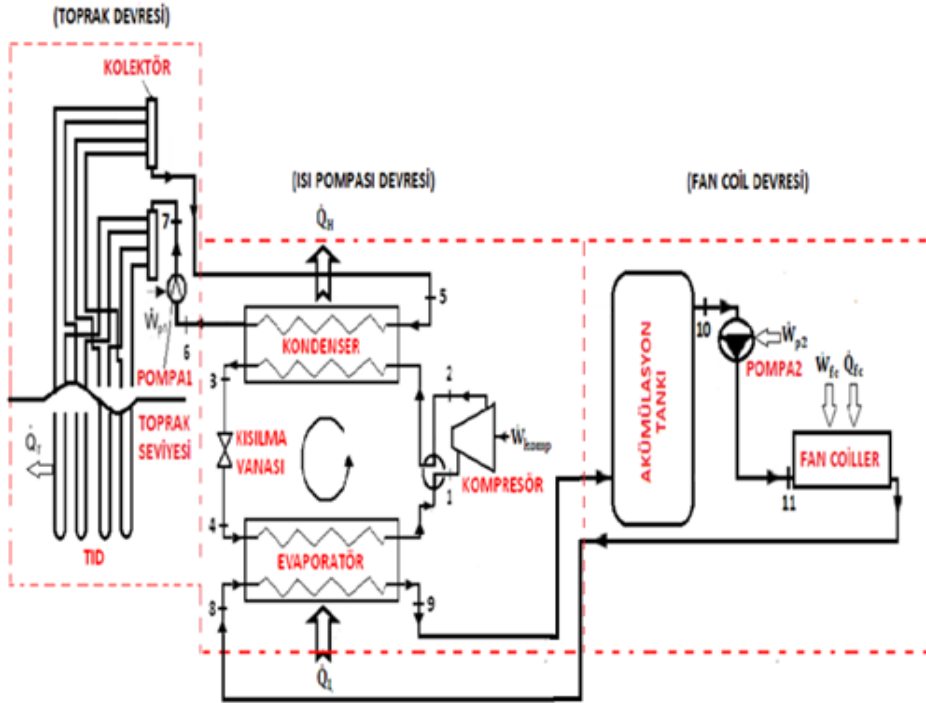 (TOPRAK DEVRESİ)
KOLEKTÖR
(ISI POMPASI DEVRESİ)
(FAN COİL DEVRESİ)
7
Q̇H
5
Ẇp1
6
KONDENSER
10
Ẇp2
POMPA1
3
2
POMPA2
Ẇfc Q̇fc
TOPRAK
SEVİYESİ
KISILMA
VANASI
Ẇkomp
AKÜMÜLASYON
TANKI
FAN COİLLER
Q̇T
1
KOMPRESÖR
11
4
TID
EVAPORATÖR
8
9
Q̇L